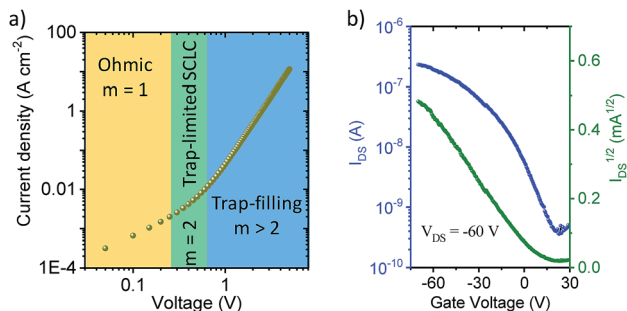 a)
100
1
0.01
1E-4
Current density (A cm⁻²)
Ohmic
m = 1
Trap-limited SCLC
m = 2
Trap-filling
m > 2
0.1
1
Voltage (V)
b)
10⁻⁶
10⁻⁷
10⁻⁸
10⁻⁹
10⁻¹⁰
I_DS (A)
V_DS = -60 V
-60
-30
0
30
Gate Voltage (V)
0.6
0.4
0.2
0.0
I_DS^1/2 (mA^1/2)